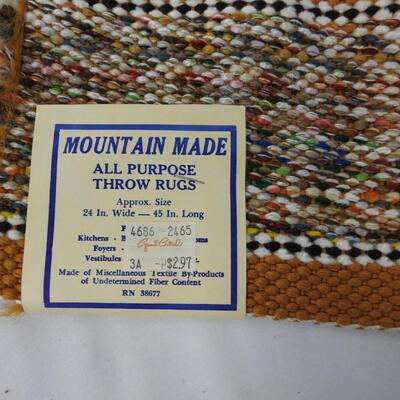 MOUNTAIN MADE
ALL PURPOSE
THROW RUGS
Approx. Size
24 In. Wide — 45 In. Long
4686 -2465
Kitchens -
Foyers -
Vestibules
3A -P$2.97
Made of Miscellaneous Textile By-Products
of Undetermined Fiber Content
RN 38677